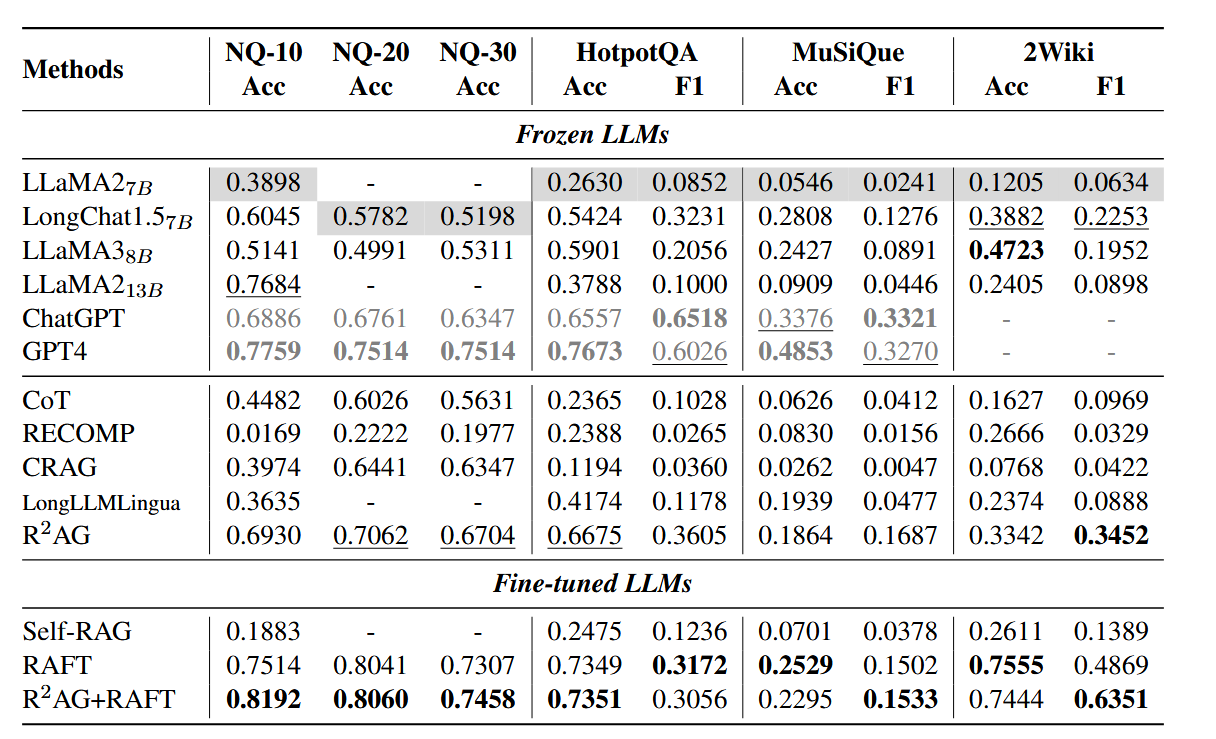 Methods NQ-10 NQ-20 NQ-30 HotpotQA MuSiQue 2Wiki
Acc Acc Acc Acc F1 Acc F1 Acc F1
Frozen LLMs
LLaMA2 7B 0.3898 - - 0.2630 0.0852 0.0546 0.0241 0.1205 0.0634
LongChat1.5 7B 0.6045 0.5782 0.5198 0.5424 0.3231 0.2808 0.1276 0.3882 0.2253
LLaMA3 8B 0.5141 0.4991 0.5311 0.5901 0.2056 0.2427 0.0891 0.4723 0.1952
LLaMA2 13B 0.7684 - - 0.3788 0.1000 0.0909 0.0446 0.2405 0.0898
ChatGPT 0.6886 0.6761 0.6347 0.6557 0.6518 0.3376 0.3321 - -
GPT4 0.7759 0.7514 0.7514 0.7673 0.6026 0.4853 0.3270 - -
CoT 0.4482 0.6026 0.5631 0.2365 0.1028 0.0626 0.0412 0.1627 0.0969
RECOMP 0.0169 0.2222 0.1977 0.2388 0.0265 0.0830 0.0156 0.2666 0.0329
CRAG 0.3974 0.6441 0.6347 0.1194 0.0360 0.0262 0.0047 0.0768 0.0422
LongLLMLingua 0.3635 - - 0.4174 0.1178 0.1939 0.0477 0.2374 0.0888
R²AG 0.6930 0.7062 0.6704 0.6675 0.3605 0.1864 0.1687 0.3342 0.3452
Fine-tuned LLMs
Self-RAG 0.1883 - - 0.2475 0.1236 0.0701 0.0378 0.2611 0.1389
RAFT 0.7514 0.8041 0.7307 0.7349 0.3172 0.2529 0.1502 0.7555 0.4869
R²AG+RAFT 0.8192 0.8060 0.7458 0.7351 0.3056 0.2295 0.1533 0.7444 0.6351